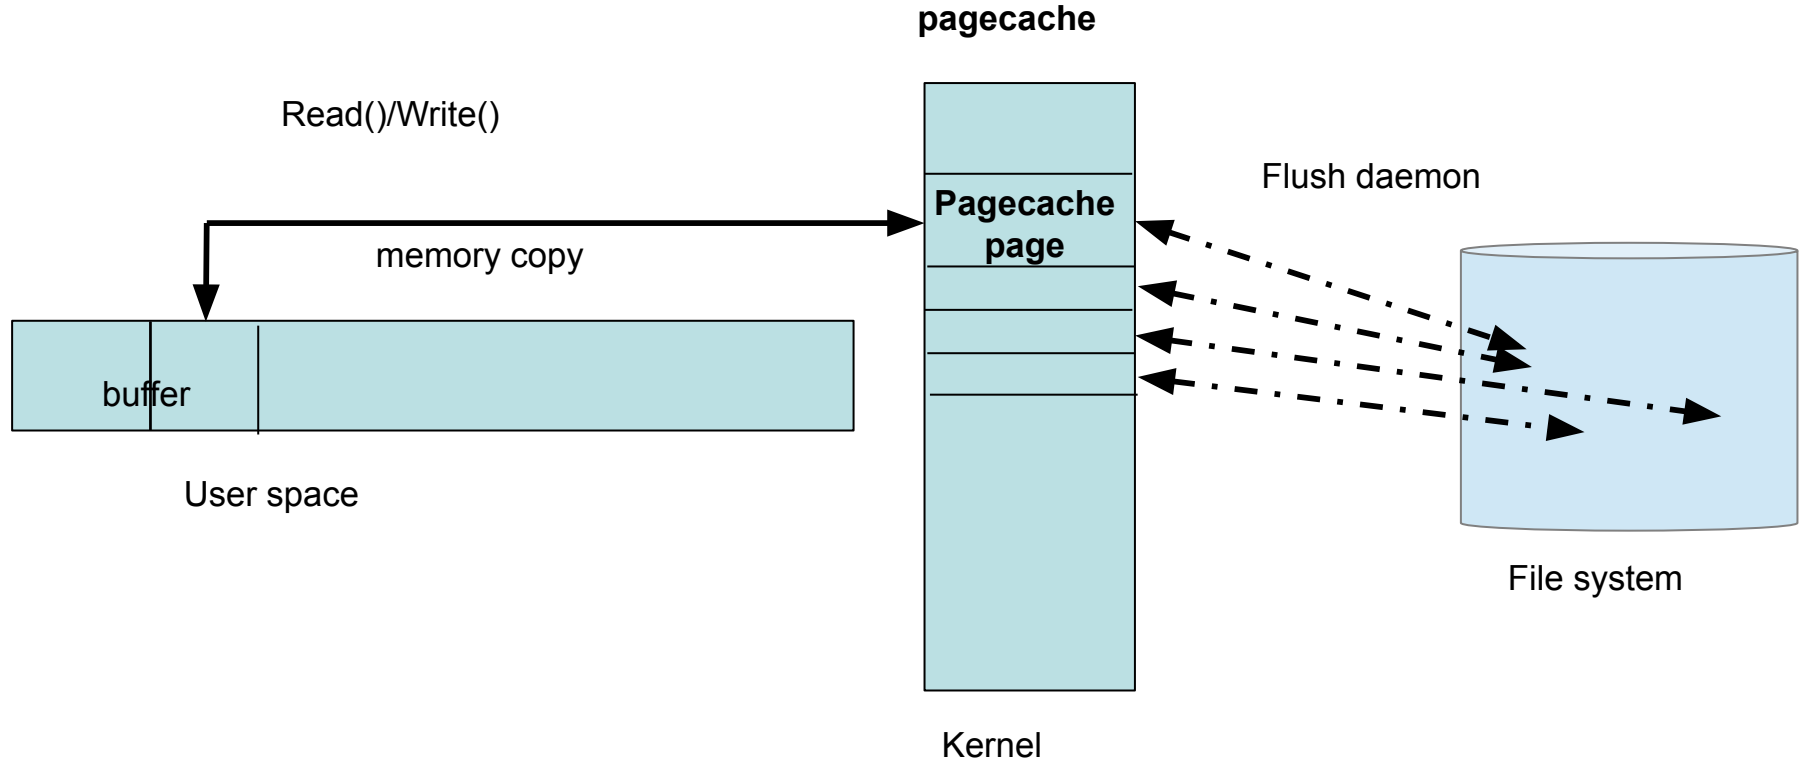 pagecache
Read()/Write()
Flush daemon
Pagecache
page
memory copy
buffer
User space
File system
Kernel